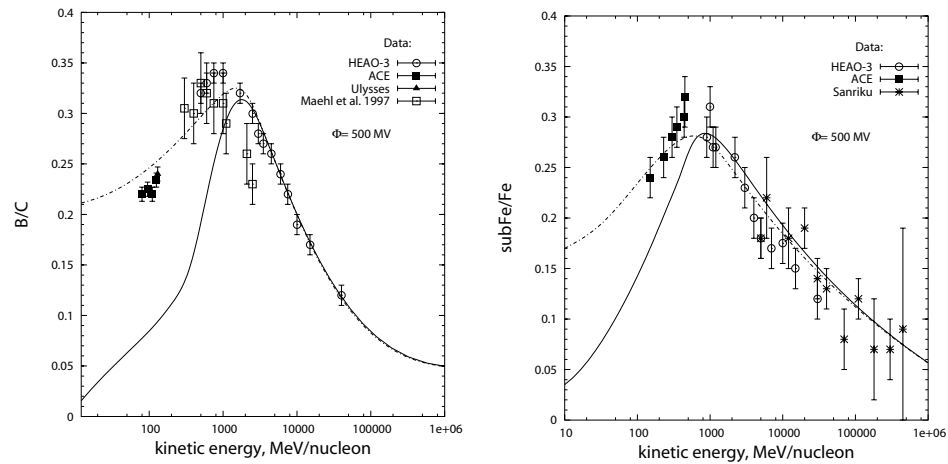 0.4
0.35
0.3
0.25
0.2
0.15
0.1
0.05
0
B/C
Data:
HEAO-3
ACE
Ulysses
Maehl et al. 1997
Φ= 500 MV
100
1000
10000
100000
1e+06
kinetic energy, MeV/nucleon
0.4
0.35
0.3
0.25
0.2
0.15
0.1
0.05
0
subFe/Fe
Data:
HEAO-3
ACE
Sanriku
Φ= 500 MV
10
100
1000
10000
100000
1e+06
kinetic energy, MeV/nucleon